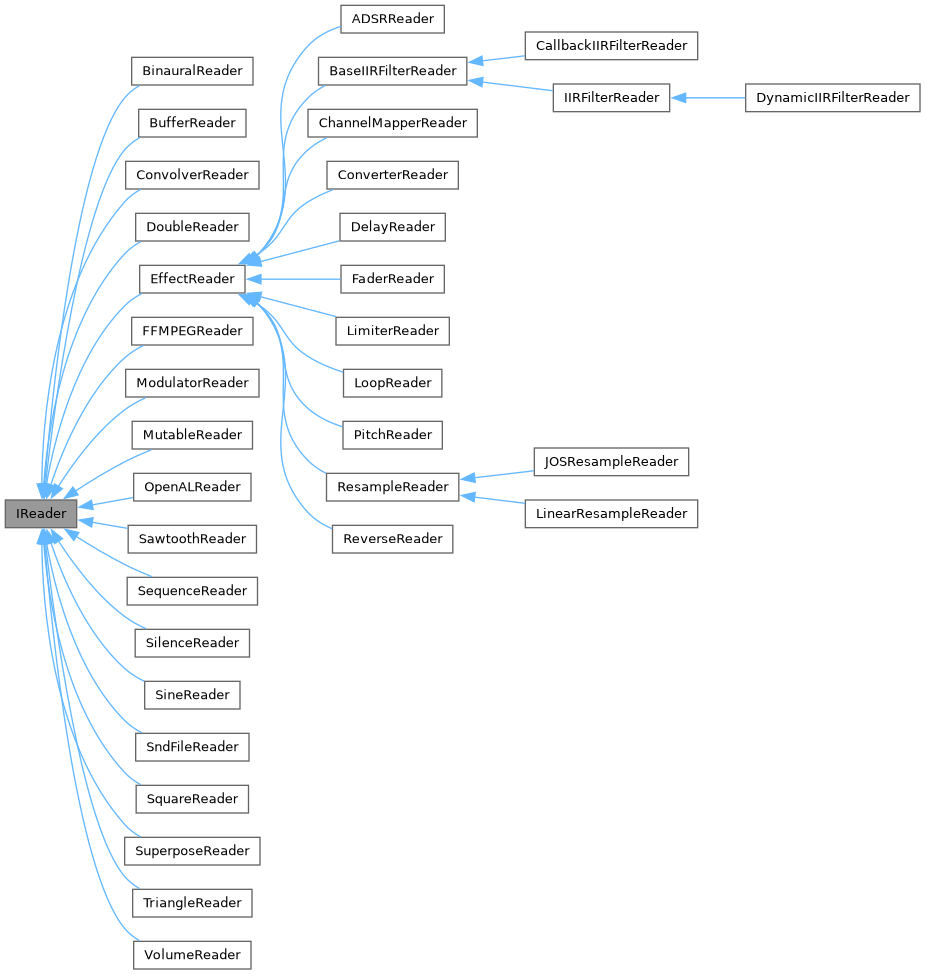 ADSRReader
CallbackIIRFilterReader
BinauralReader
BaseIIRFilterReader
IIRFilterReader
DynamicIIRFilterReader
BufferReader
ChannelMapperReader
ConvolverReader
ConverterReader
DoubleReader
DelayReader
EffectReader
FaderReader
FFMPEGReader
LimiterReader
ModulatorReader
LoopReader
MutableReader
PitchReader
JOSResampleReader
OpenALReader
ResampleReader
IReader
LinearResampleReader
SawtoothReader
ReverseReader
SequenceReader
SilenceReader
SineReader
SndFileReader
SquareReader
SuperposeReader
TriangleReader
VolumeReader